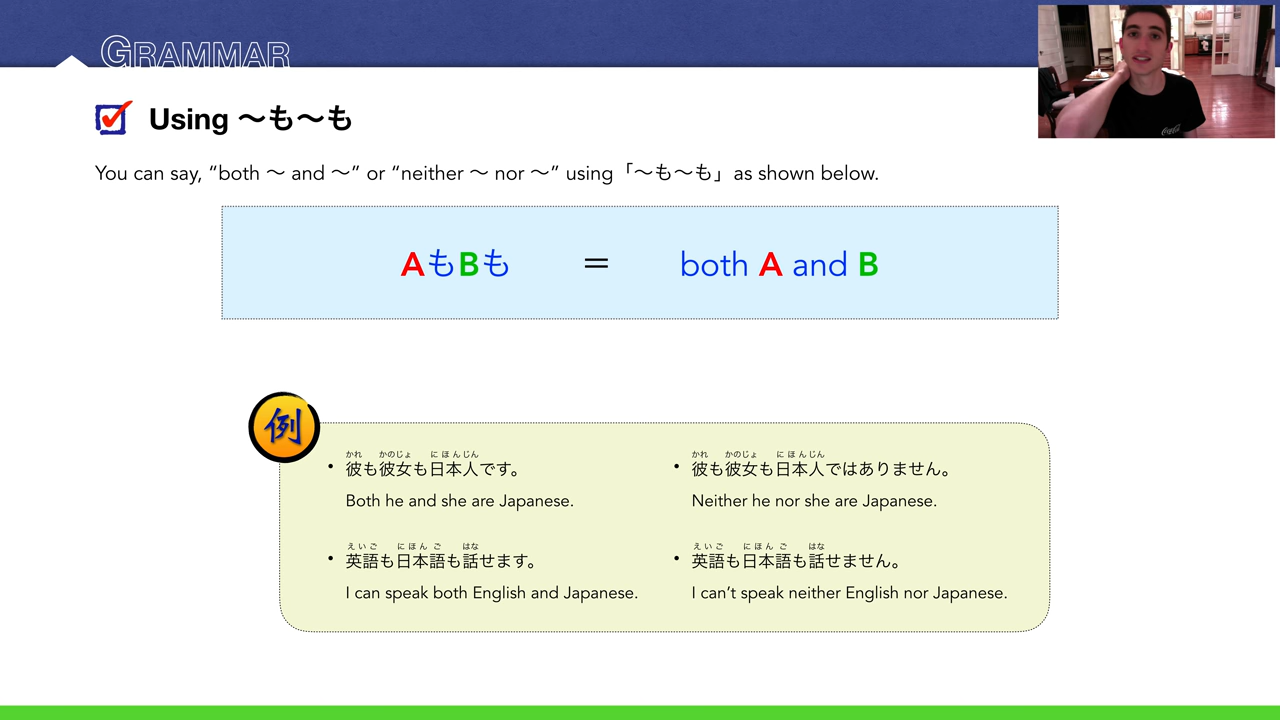 GRAMMAR
Using 〜も〜も
You can say, “both 〜 and 〜” or “neither 〜 nor 〜” using「〜も〜も」as shown below.
AもBも = both A and B
例
かれ かのじょ にほんじん
• 彼も彼女も日本人です。
Both he and she are Japanese.
えいご にほんご はな
• 英語も日本語も話せます。
I can speak both English and Japanese.
かれ かのじょ にほんじん
• 彼も彼女も日本人ではありません。
Neither he nor she are Japanese.
えいご にほんご はな
• 英語も日本語も話せません。
I can’t speak neither English nor Japanese.
Coca-Cola